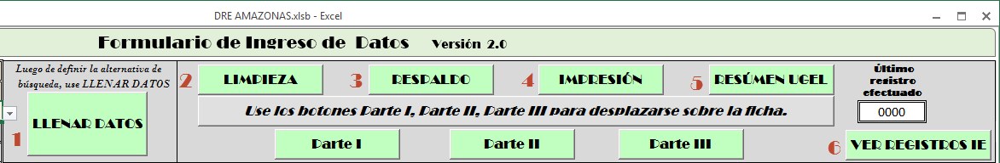 DRE AMAZONAS.xlsb - Excel
Formulario de Ingreso de Datos Versión 2.0
Luego de definir la alternativa de
búsqueda, use LLENAR DATOS
1 LLENAR DATOS
2 LIMPIEZA
3 RESPALDO
4 IMPRESIÓN
5 RESÚMEN UGEL
Use los botones Parte I, Parte II, Parte III para desplazarse sobre la ficha.
Parte I
Parte II
Parte III
Último
registro
efectuado
0000
6 VER REGISTROS IE